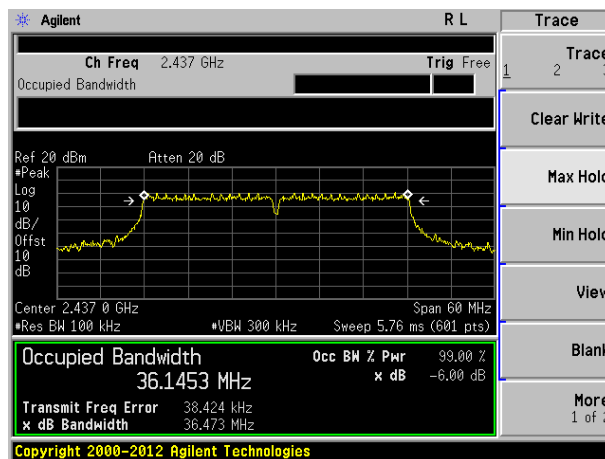 Agilent R L Trace
Ch Freq 2.437 GHz Trig Free
Occupied Bandwidth
Trace
1 2 3
Clear Write
Max Hold
Min Hold
View
Blank
More
1 of 2
Ref 20 dBm Atten 20 dB
#Peak
Log
10
dB/
Offst
10
dB
Center 2.437 0 GHz Span 60 MHz
#Res BW 100 kHz #VBW 300 kHz Sweep 5.76 ms (601 pts)
Occupied Bandwidth Occ BW % Pwr 99.00 %
36.1453 MHz x dB -6.00 dB
Transmit Freq Error 38.424 kHz
x dB Bandwidth 36.473 MHz
Copyright 2000-2012 Agilent Technologies